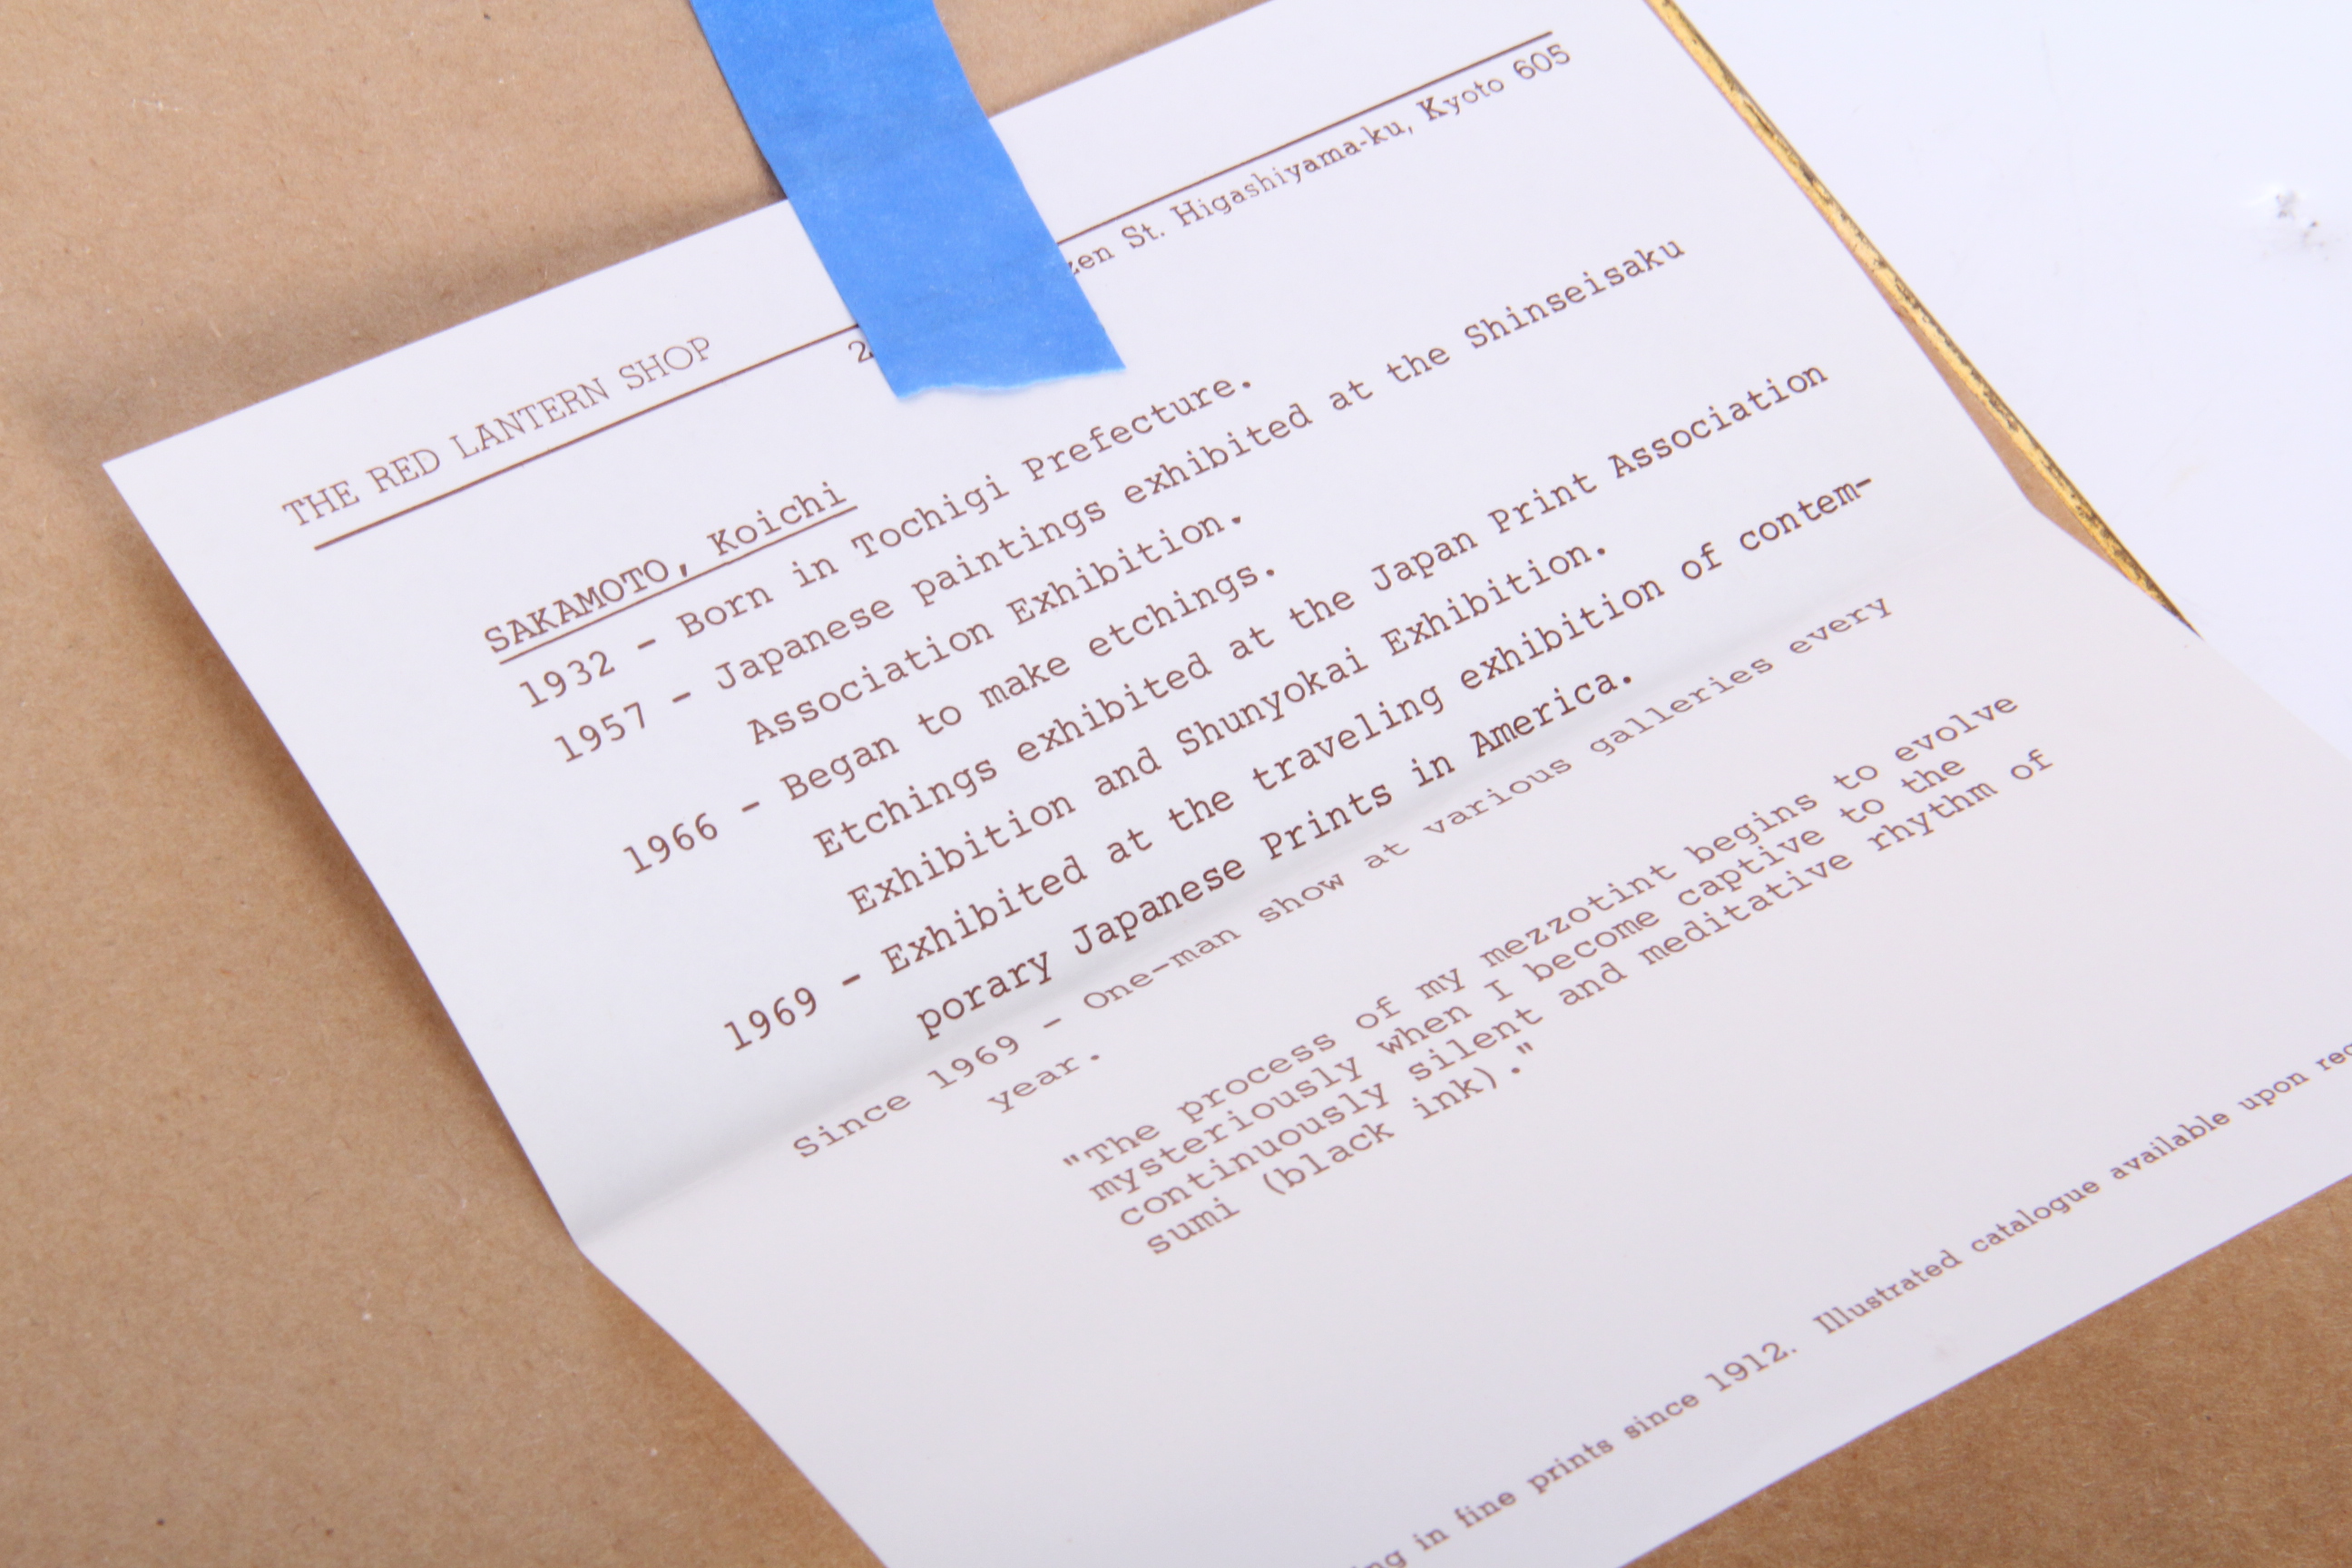 THE RED LANTERN SHOP
St. Higashiyama-ku, Kyoto 605
SAKAMOTO, Koichi
1932 - Born in Tochigi Prefecture.
1957 - Japanese paintings exhibited at the Shinseisaku
Association Exhibition.
1966 - Began to make etchings.
Etchings exhibited at the Japan Print Association
Exhibition and Shunyokai Exhibition.
1969 - Exhibited at the traveling exhibition of contem-
porary Japanese Prints in America.
Since 1969 - One-man show at various galleries every
year.
"The process of my mezzotint begins to evolve
mysteriously when I become captive to the
continuously silent and meditative rhythm of
sumi (black ink)."
in fine prints since 1912. Illustrated catalogue available upon